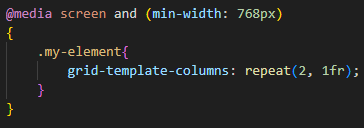 @media screen and (min-width: 768px)
{
    .my-element{
        grid-template-columns: repeat(2, 1fr);
    }
}